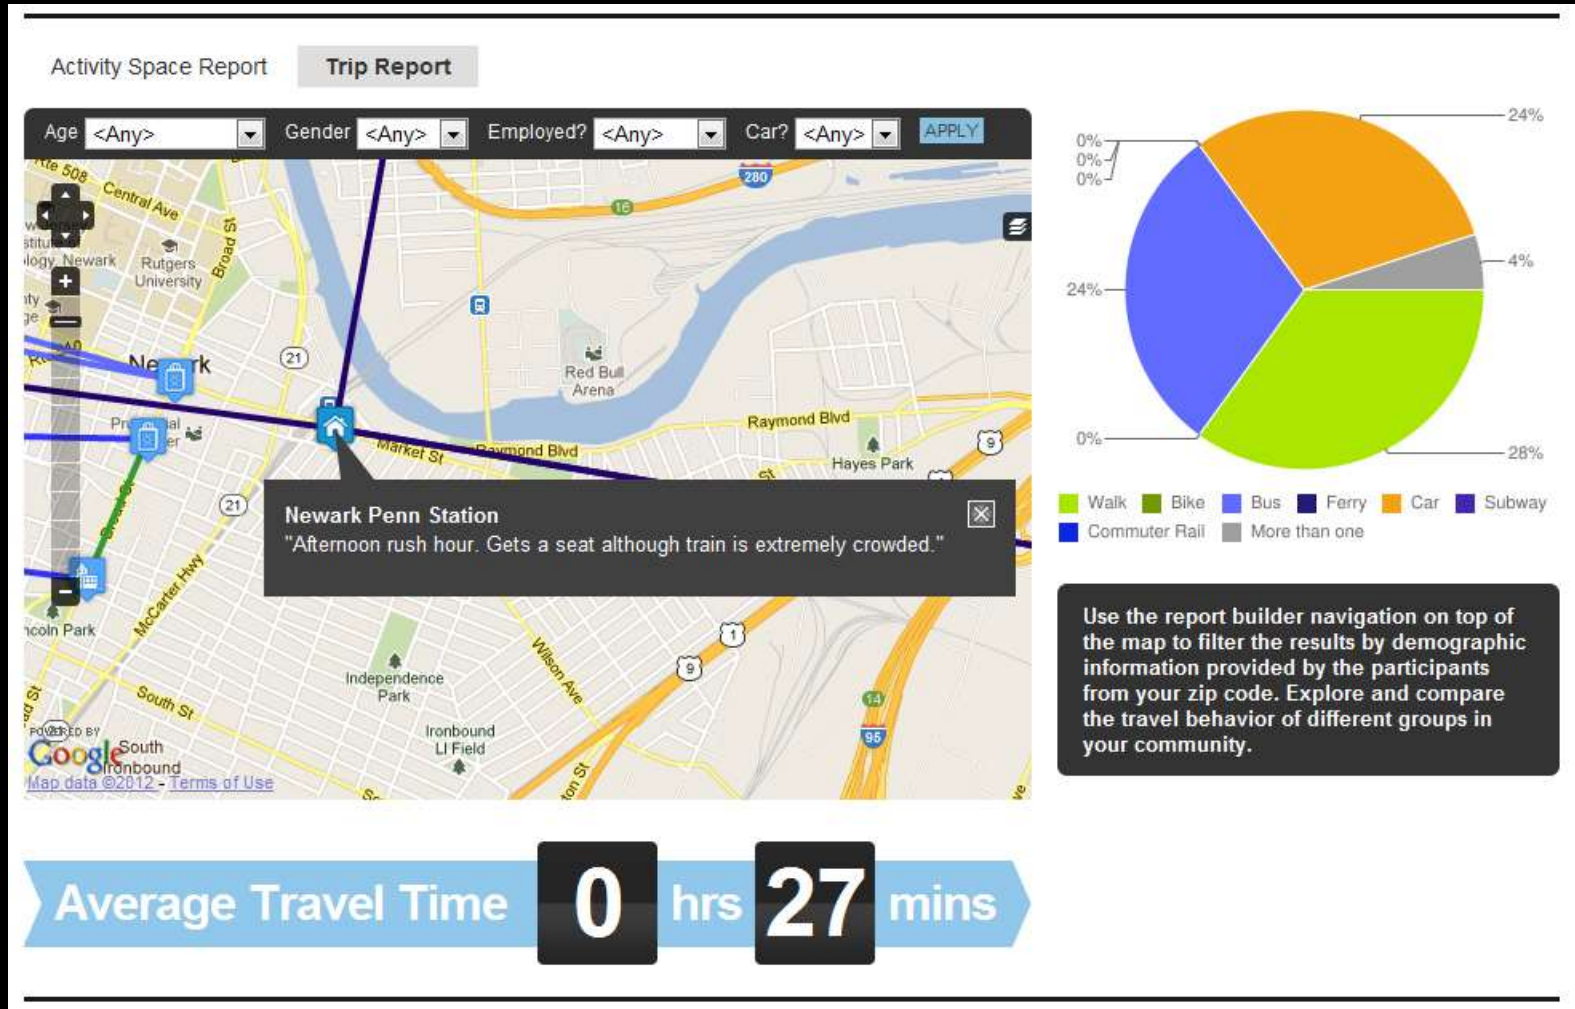 Activity Space Report
Trip Report
Age <Any> Gender <Any> Employed? <Any> Car? <Any> APPLY
Rte 508
Central Ave
280
16
Broad St
Newark
Rutgers
University
21
Red Bull
Arena
Raymond Blvd
Market St
Raymond Blvd
9
Hayes Park
21
Newark Penn Station
"Afternoon rush hour. Gets a seat although train is extremely crowded."
McCarter Hwy
Broad St
1
9
Wilson Ave
Independence
Park
South St
14
95
Ironbound
LI Field
POWERED BY
Google
South
Ironbound
Map data ©2012 - Terms of Use
24%
0%
0%
0%
4%
24%
0%
28%
Walk Bike Bus Ferry Car Subway
Commuter Rail More than one
Use the report builder navigation on top of
the map to filter the results by demographic
information provided by the participants
from your zip code. Explore and compare
the travel behavior of different groups in
your community.
Average Travel Time 0 hrs 27 mins